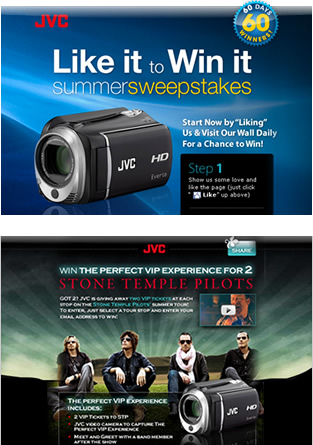 JVC
60 DAYS
60
WINNERS!
Like it to Win it
summersweepstakes
Start Now by "Liking"
Us & Visit Our Wall Daily
For a Chance to Win!
JVC
HD
Everio
Step 1
Show us some love and
like the page (just click
" Like" up above)
JVC
SHARE
WIN THE PERFECT VIP EXPERIENCE FOR 2
STONE TEMPLE PILOTS
GOT 2? JVC IS GIVING AWAY TWO VIP TICKETS AT EACH
STOP ON THE STONE TEMPLE PILOTS' SUMMER TOUR!
TO ENTER, JUST SELECT A TOUR STOP AND ENTER YOUR
EMAIL ADDRESS TO WIN!
THE PERFECT VIP EXPERIENCE
INCLUDES:
• 2 VIP TICKETS TO STP
• JVC VIDEO CAMERA TO CAPTURE THE
PERFECT VIP EXPERIENCE
• MEET AND GREET WITH A BAND MEMBER
AFTER THE SHOW
JVC
HD